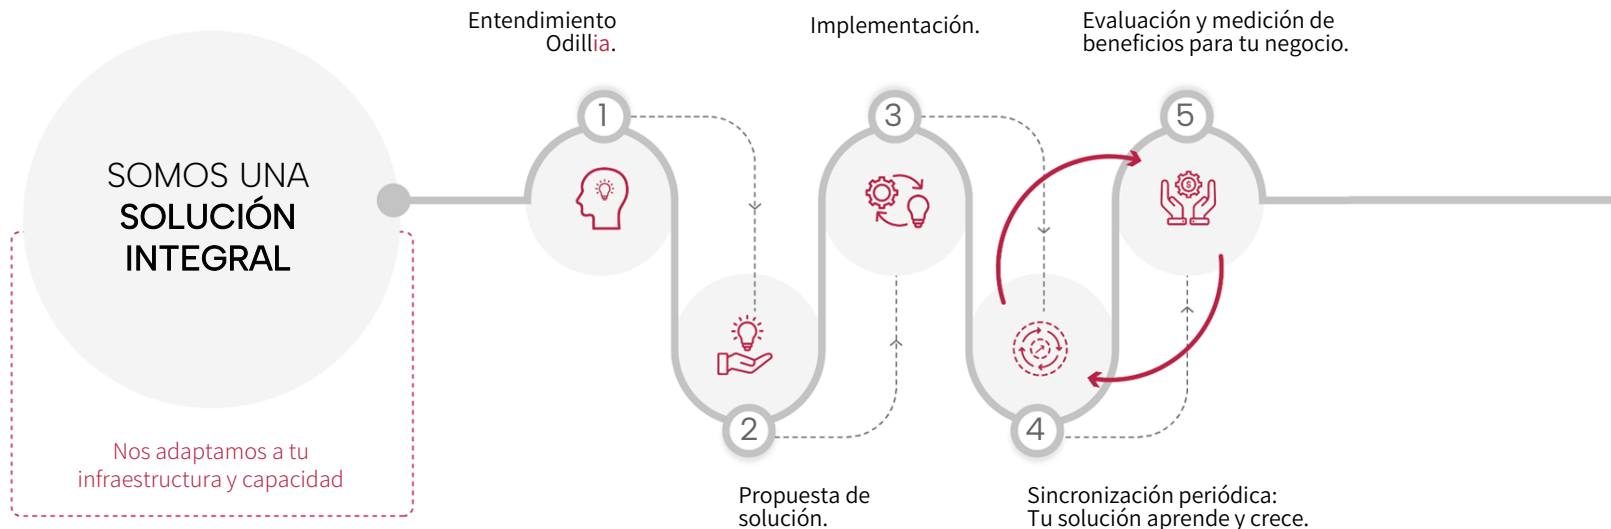 SOMOS UNA
SOLUCIÓN
INTEGRAL
Nos adaptamos a tu
infraestructura y capacidad
Entendimiento
Odillia.
1
2
Propuesta de
solución.
Implementación.
3
4
Sincronización periódica:
Tu solución aprende y crece.
Evaluación y medición de
beneficios para tu negocio.
5
$